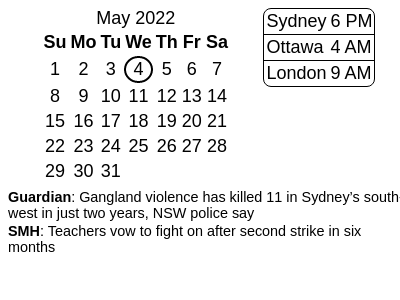 May 2022
Su Mo Tu We Th Fr Sa
1 2 3 4 5 6 7
8 9 10 11 12 13 14
15 16 17 18 19 20 21
22 23 24 25 26 27 28
29 30 31
Sydney 6 PM
Ottawa 4 AM
London 9 AM
Guardian: Gangland violence has killed 11 in Sydney’s south-
west in just two years, NSW police say
SMH: Teachers vow to fight on after second strike in six
months